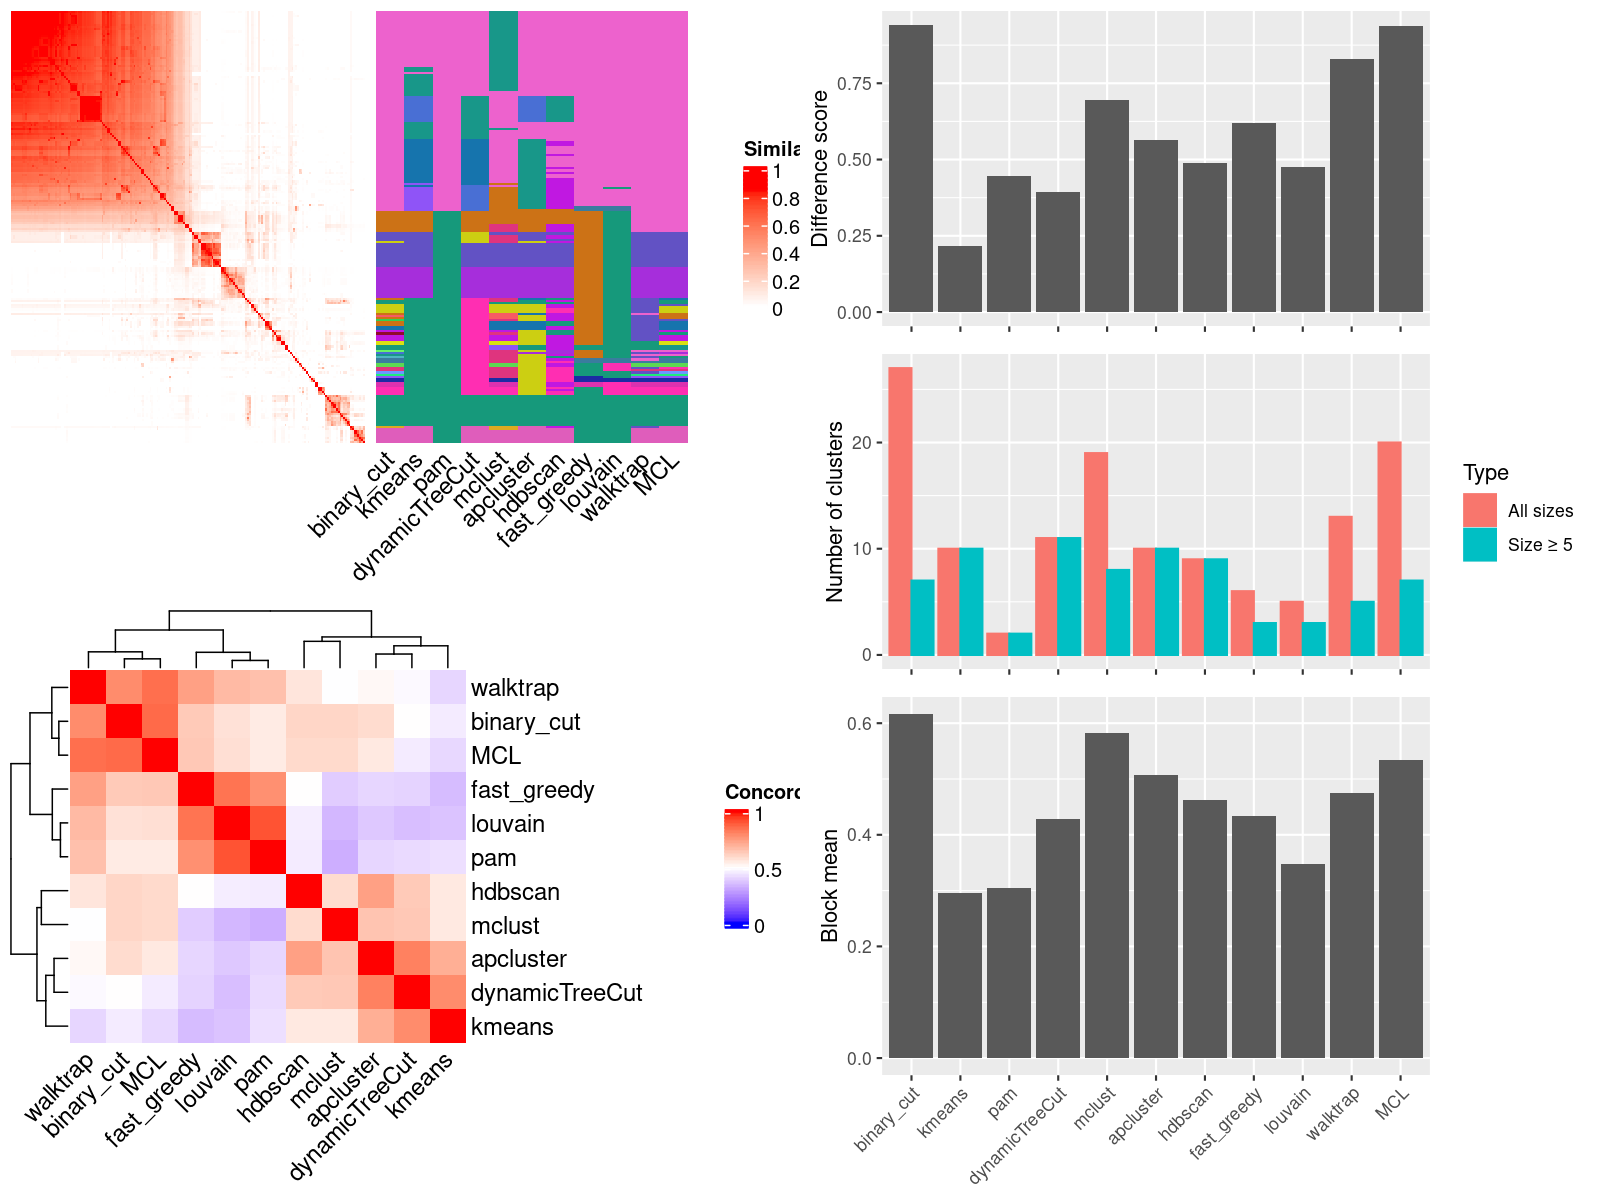 Simila
1
0.8
0.6
0.4
0.2
0
binary_cut
kmeans
pam
dynamicTreeCut
mclust
apcluster
hdbscan
fast_greedy
louvain
walktrap
MCL
walktrap
binary_cut
MCL
fast_greedy
louvain
pam
hdbscan
mclust
apcluster
dynamicTreeCut
kmeans
walktrap
binary_cut
MCL
fast_greedy
louvain
pam
hdbscan
mclust
apcluster
dynamicTreeCut
kmeans
Concorc
1
0.5
0
Difference score
0.75
0.50
0.25
0.00
Number of clusters
20
10
0
Type
All sizes
Size ≥ 5
Block mean
0.6
0.4
0.2
0.0
binary_cut
kmeans
pam
dynamicTreeCut
mclust
apcluster
hdbscan
fast_greedy
louvain
walktrap
MCL